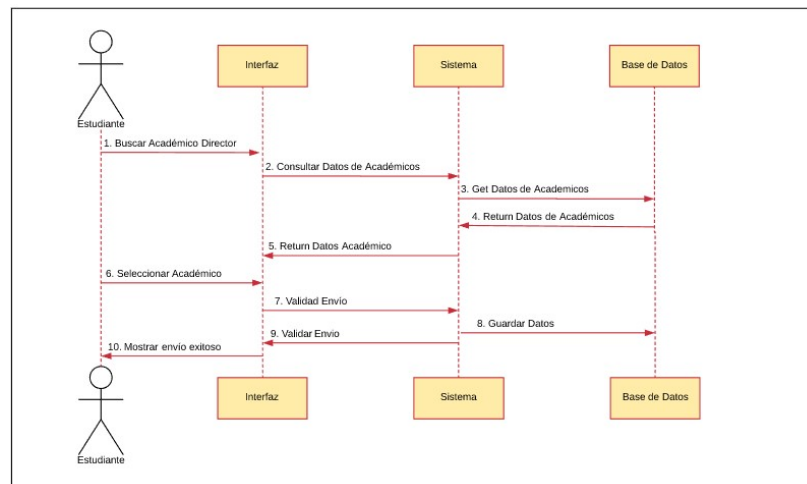 Interfaz
Sistema
Base de Datos
Estudiante
1. Buscar Académico Director
2. Consultar Datos de Académicos
3. Get Datos de Academicos
4. Return Datos de Académicos
5. Return Datos Académico
6. Seleccionar Académico
7. Validad Envío
8. Guardar Datos
9. Validar Envio
10. Mostrar envio exitoso
Interfaz
Sistema
Base de Datos
Estudiante